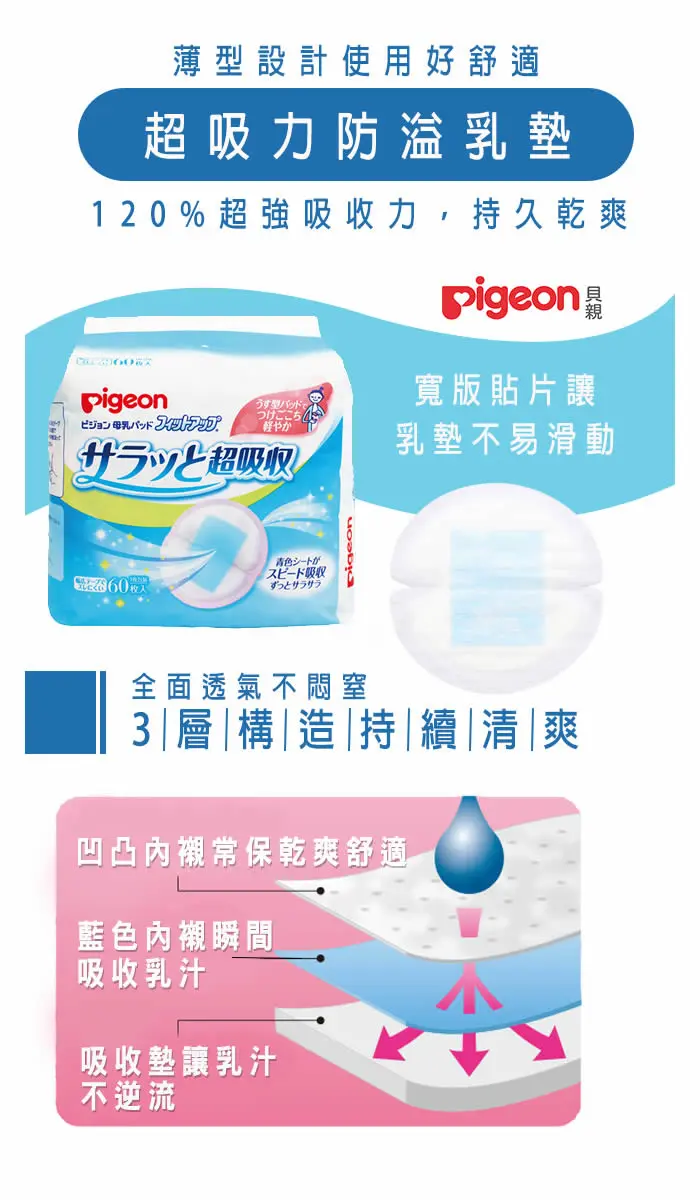 薄型設計使用好舒適
超吸力防溢乳墊
120%超強吸收力，持久乾爽
Pigeon 貝親
寬版貼片讓
乳墊不易滑動
60枚入
Pigeon
ピジョン 母乳パッド フィットアップ
うす型パッドで
つけごこち
軽やか
サラッと超吸収
青色シートが
スピード吸収
ずっとサラサラ
60枚入
Pigeon
全面透氣不悶窒
3層構造持續清爽
凹凸內襯常保乾爽舒適
藍色內襯瞬間
吸收乳汁
吸收墊讓乳汁
不逆流